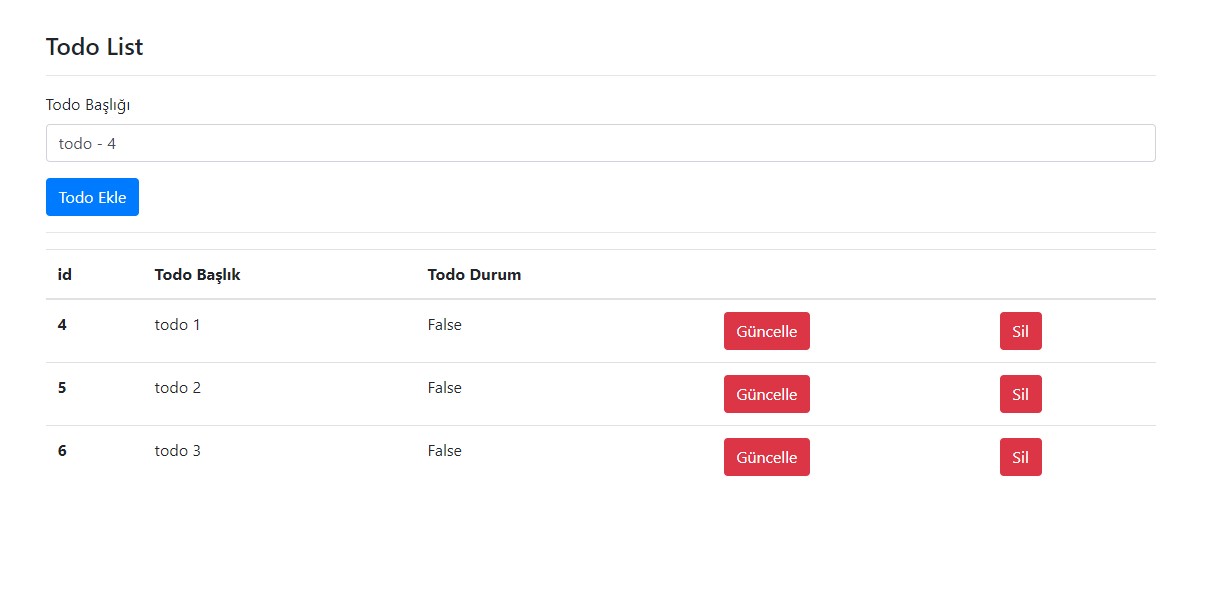 Todo List
Todo Başlığı
todo - 4
Todo Ekle
id Todo Başlık Todo Durum
4 todo 1 False Güncelle Sil
5 todo 2 False Güncelle Sil
6 todo 3 False Güncelle Sil